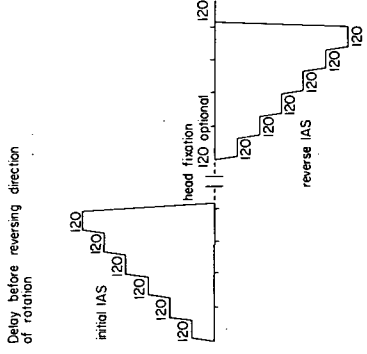 Delay before reversing direction
of rotation
initial IAS
120
120
120
120
120
120
head fixation
120 optional
120
120
120
120
120
120
120
120
reverse IAS